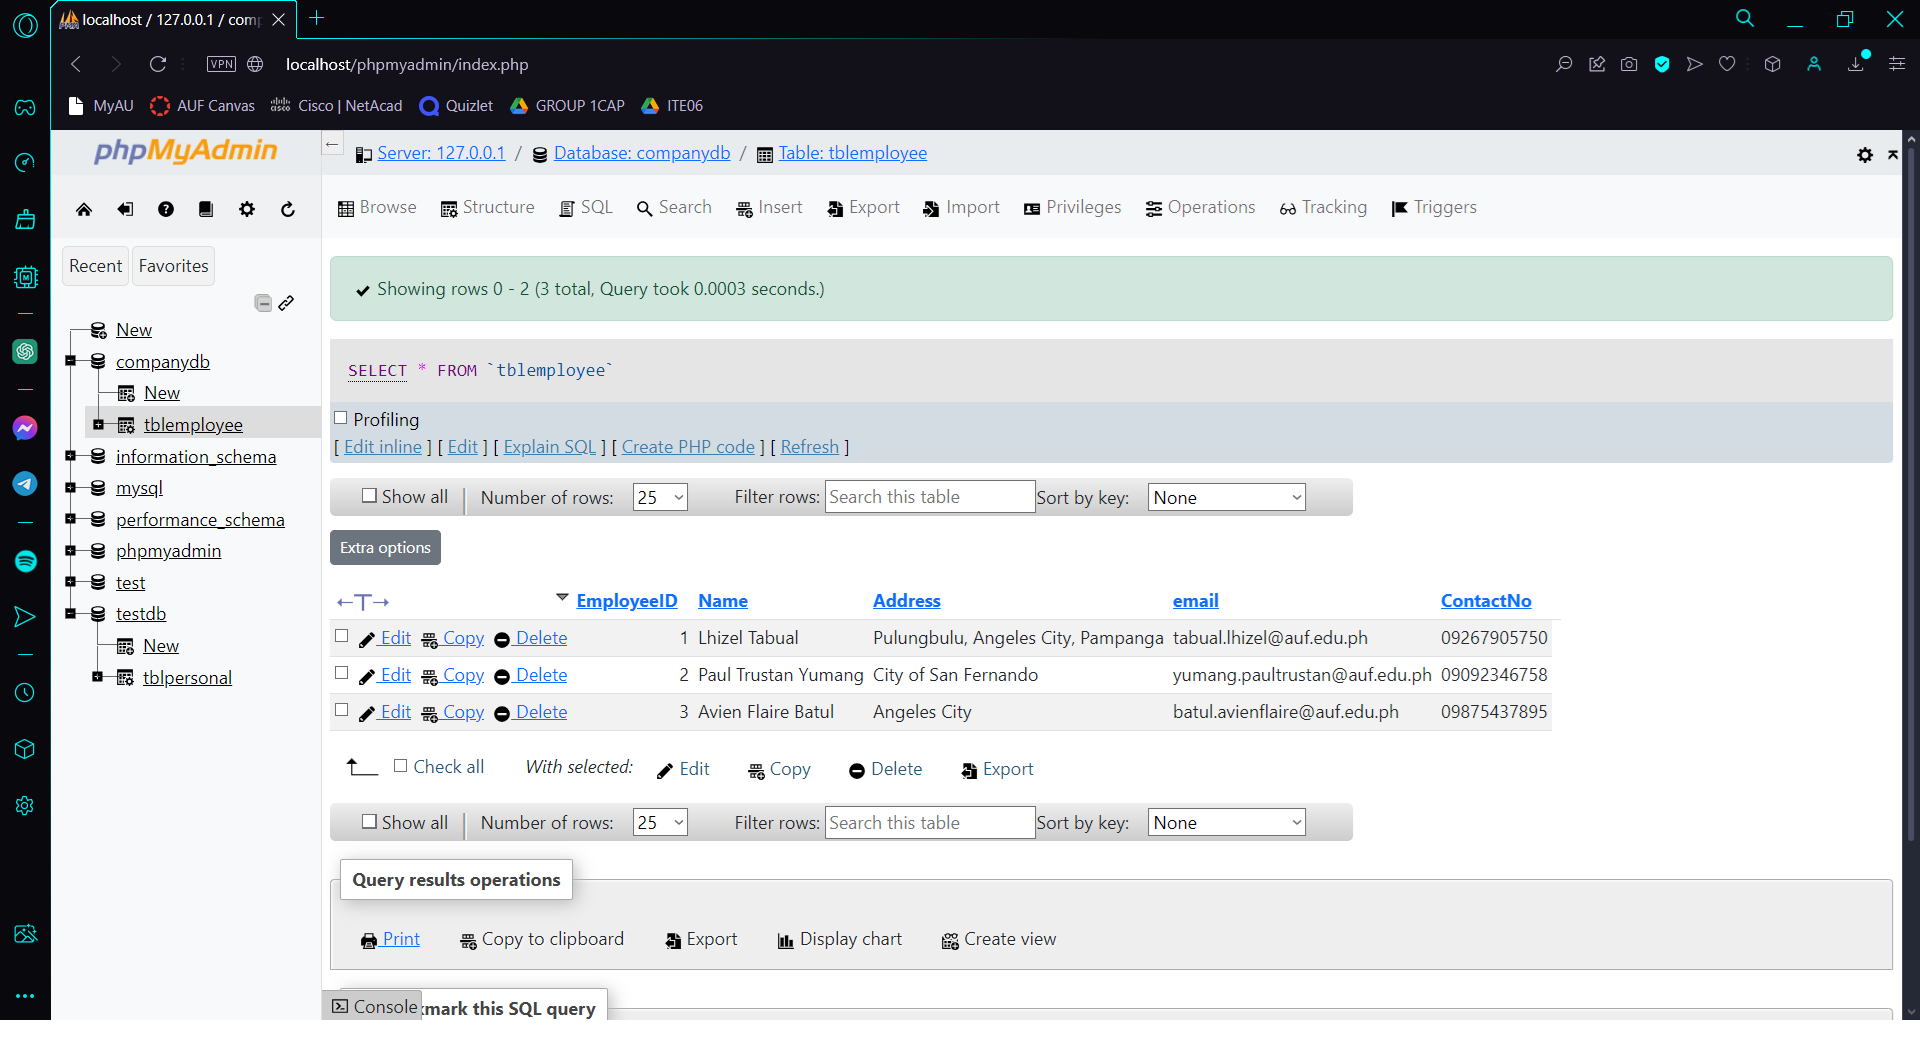 localhost / 127.0.0.1 / comp
VPN localhost/phpmyadmin/index.php
MyAU AUF Canvas Cisco | NetAcad Quizlet GROUP 1CAP ITE06
phpMyAdmin
Recent Favorites
New
companydb
New
tblemployee
information_schema
mysql
performance_schema
phpmyadmin
test
testdb
New
tblpersonal
Server: 127.0.0.1 / Database: companydb / Table: tblemployee
Browse Structure SQL Search Insert Export Import Privileges Operations Tracking Triggers
Showing rows 0 - 2 (3 total, Query took 0.0003 seconds.)
SELECT * FROM `tblemployee`
Profiling
[ Edit inline ] [ Edit ] [ Explain SQL ] [ Create PHP code ] [ Refresh ]
Show all Number of rows: 25 Filter rows: Search this table Sort by key: None
Extra options
←T→ EmployeeID Name Address email ContactNo
Edit Copy Delete 1 Lhizel Tabual Pulungbulu, Angeles City, Pampanga tabual.lhizel@auf.edu.ph 09267905750
Edit Copy Delete 2 Paul Trustan Yumang City of San Fernando yumang.paultrustan@auf.edu.ph 09092346758
Edit Copy Delete 3 Avien Flaire Batul Angeles City batul.avienflaire@auf.edu.ph 09875437895
Check all With selected: Edit Copy Delete Export
Show all Number of rows: 25 Filter rows: Search this table Sort by key: None
Query results operations
Print Copy to clipboard Export Display chart Create view
Console kmark this SQL query